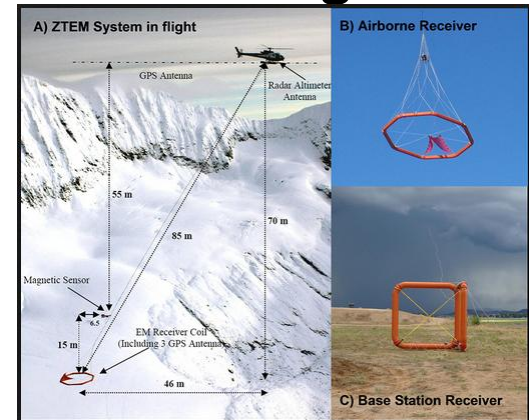 A) ZTEM System in flight
GPS Antenna
Radar Altimeter
Antenna
55 m
85 m
70 m
Magnetic Sensor
6.5
EM Receiver Coil
(Including 3 GPS Antenna)
15 m
46 m
B) Airborne Receiver
C) Base Station Receiver